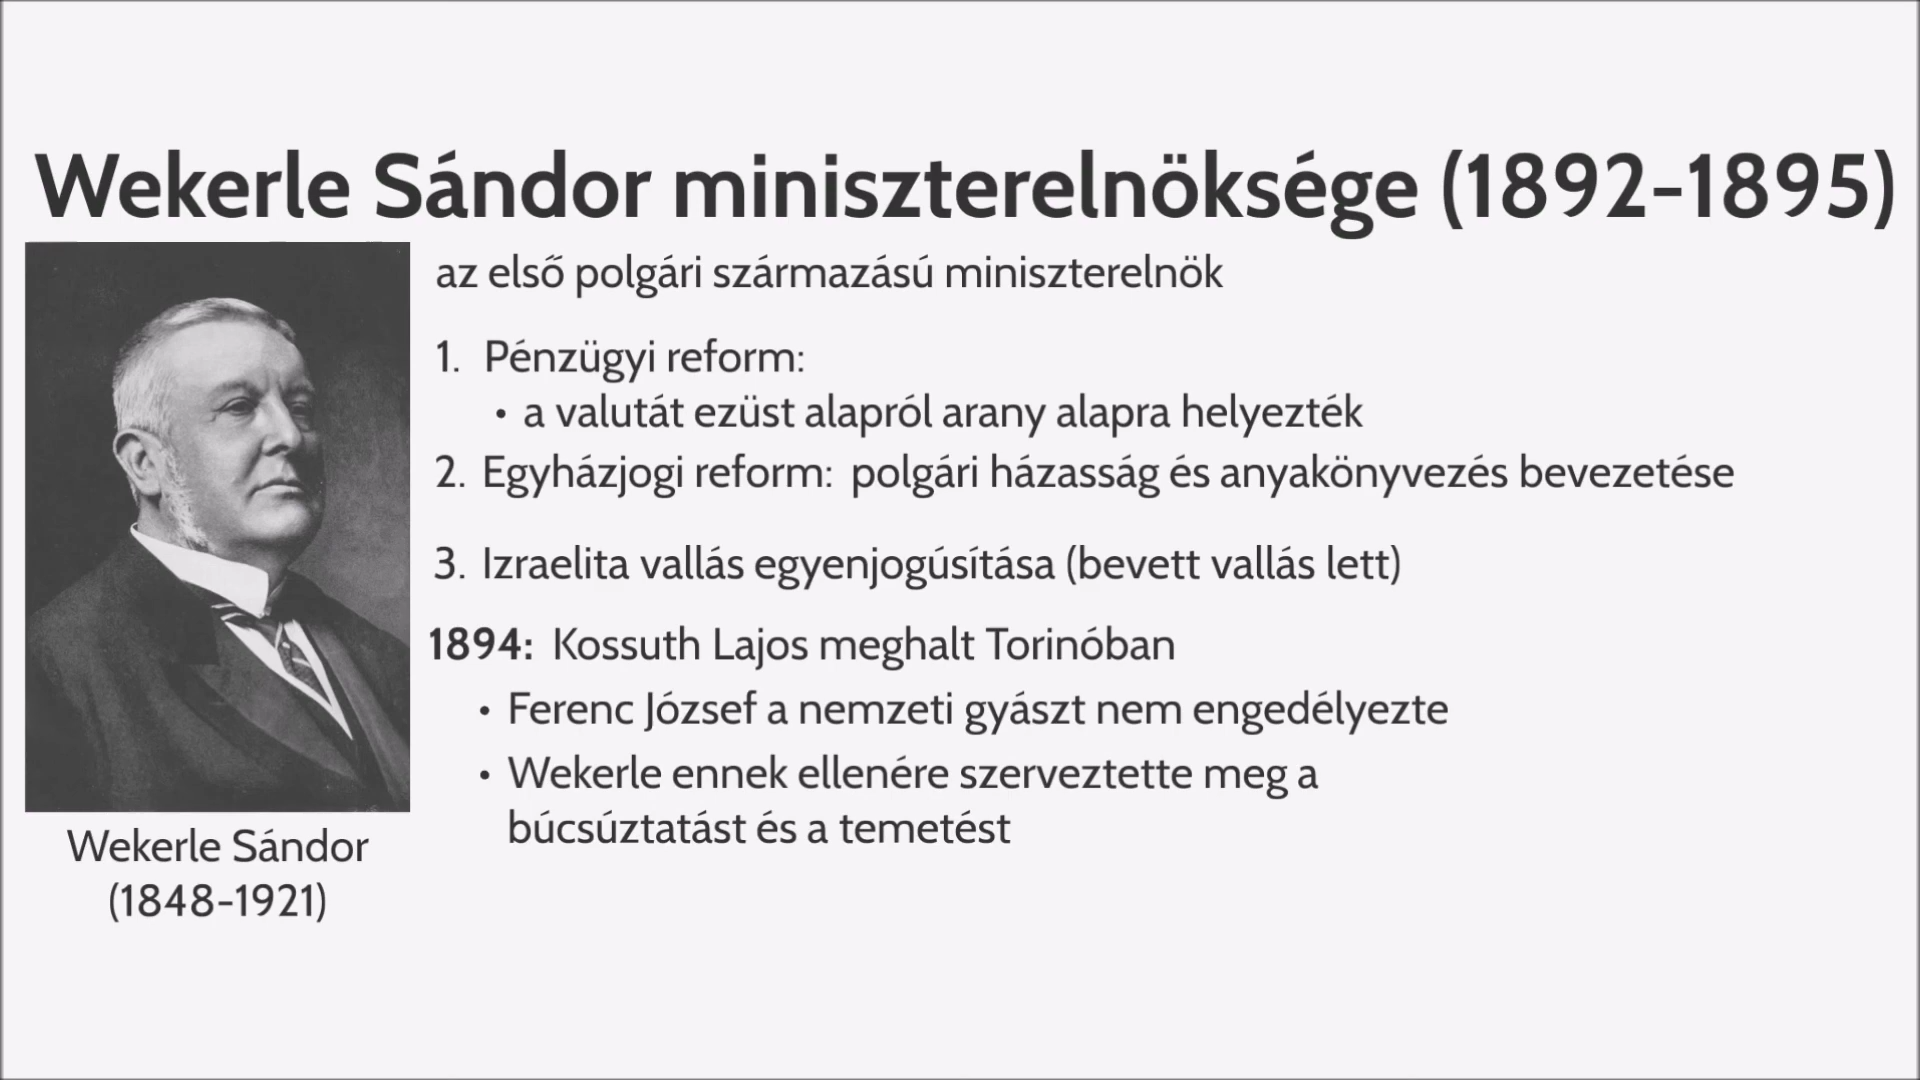 Wekerle Sándor miniszterelnöksége (1892-1895)
az első polgári származású miniszterelnök
1. Pénzügyi reform:
• a valutát ezüst alapról arany alapra helyezték
2. Egyházjogi reform: polgári házasság és anyakönyvezés bevezetése
3. Izraelita vallás egyenjogúsítása (bevett vallás lett)
1894: Kossuth Lajos meghalt Torinóban
• Ferenc József a nemzeti gyászt nem engedélyezte
• Wekerle ennek ellenére szerveztette meg a
búcsúztatást és a temetést
Wekerle Sándor
(1848-1921)